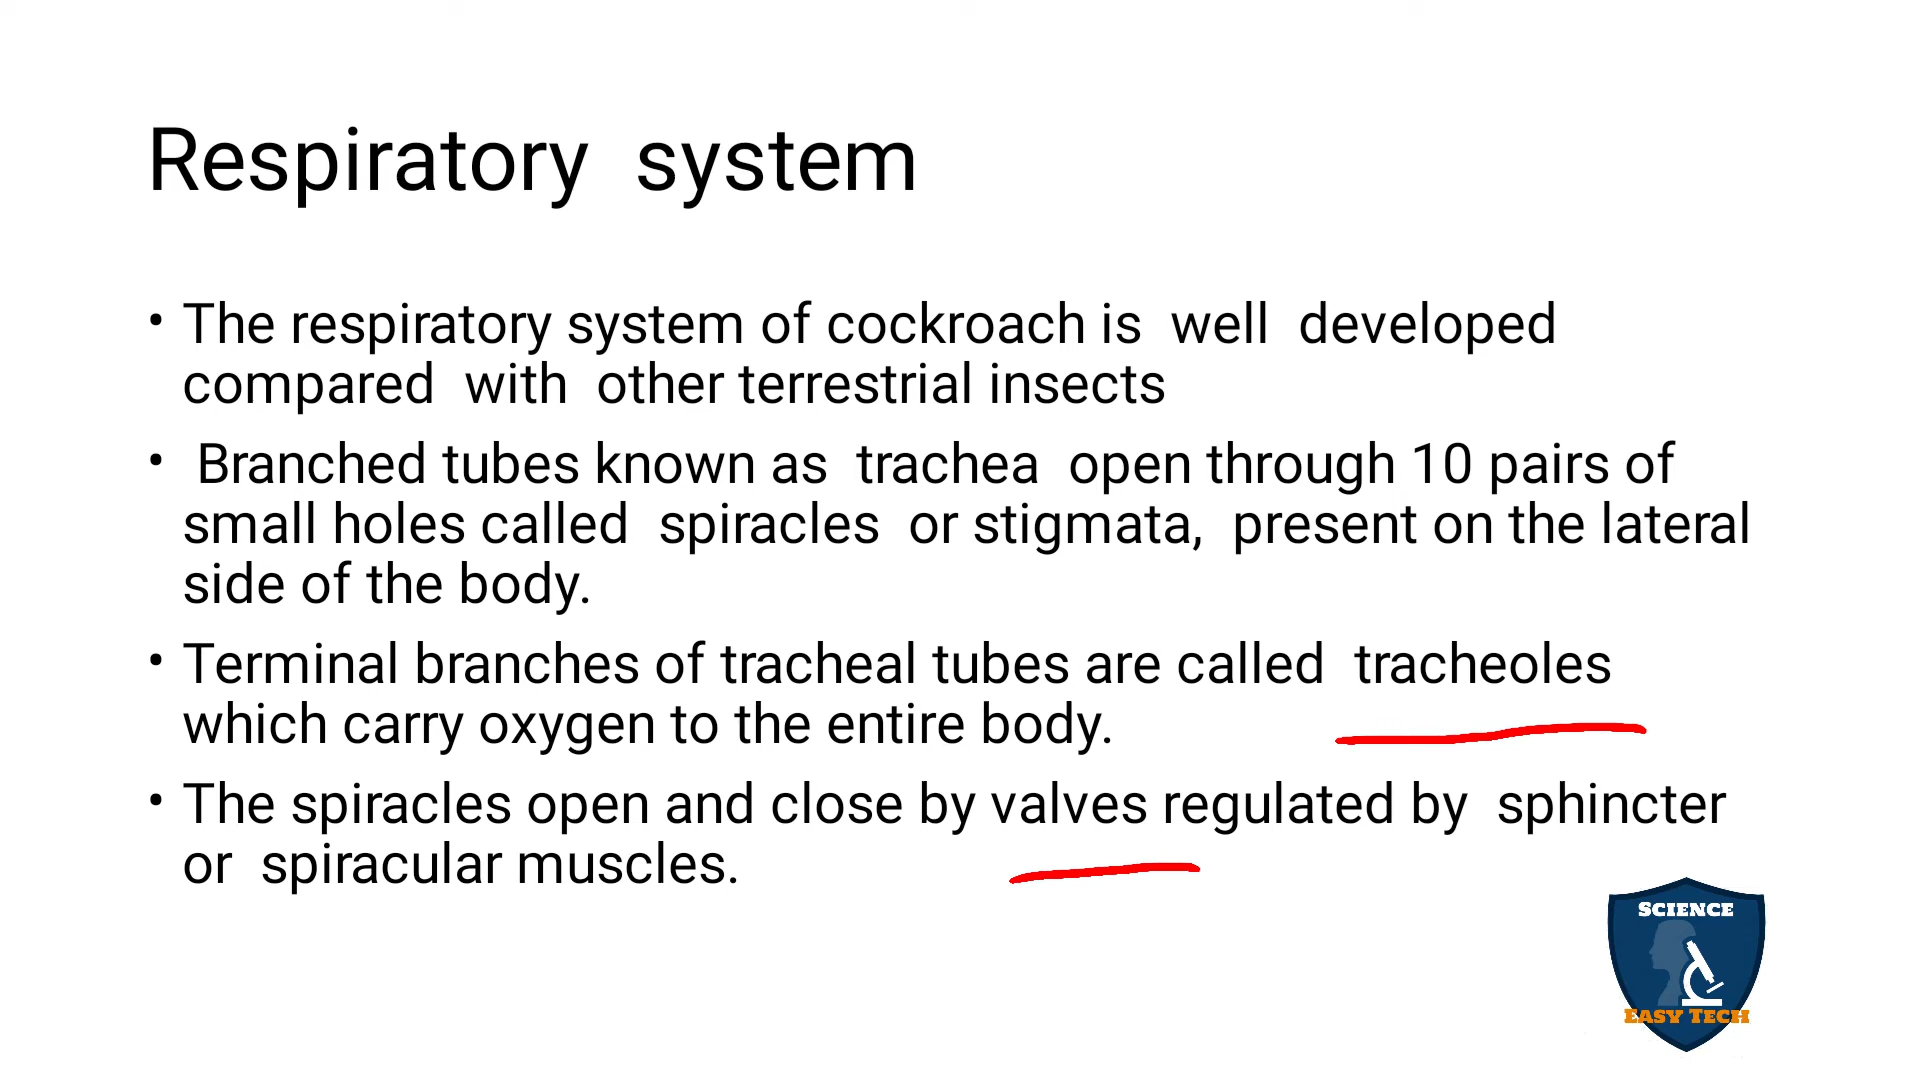 Respiratory system
• The respiratory system of cockroach is well developed
compared with other terrestrial insects
• Branched tubes known as trachea open through 10 pairs of
small holes called spiracles or stigmata, present on the lateral
side of the body.
• Terminal branches of tracheal tubes are called tracheoles
which carry oxygen to the entire body.
• The spiracles open and close by valves regulated by sphincter
or spiracular muscles.
SCIENCE
EASY TECH